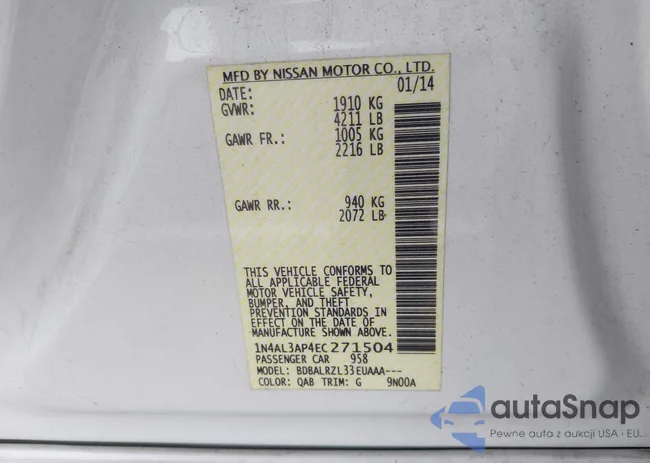 MFD BY NISSAN MOTOR CO., LTD.
DATE: 01/14
GVWR: 1910 KG
4211 LB
GAWR FR.: 1005 KG
2216 LB
GAWR RR.: 940 KG
2072 LB
THIS VEHICLE CONFORMS TO
ALL APPLICABLE FEDERAL
MOTOR VEHICLE SAFETY,
BUMPER, AND THEFT
PREVENTION STANDARDS IN
EFFECT ON THE DATE OF
MANUFACTURE SHOWN ABOVE.
1N4AL3AP4EC271504
PASSENGER CAR 958
MODEL: BDBALRZL33EUAAA---
COLOR: QAB TRIM: G 9N00A
autaSnap
Pewne auta z aukcji USA i EU